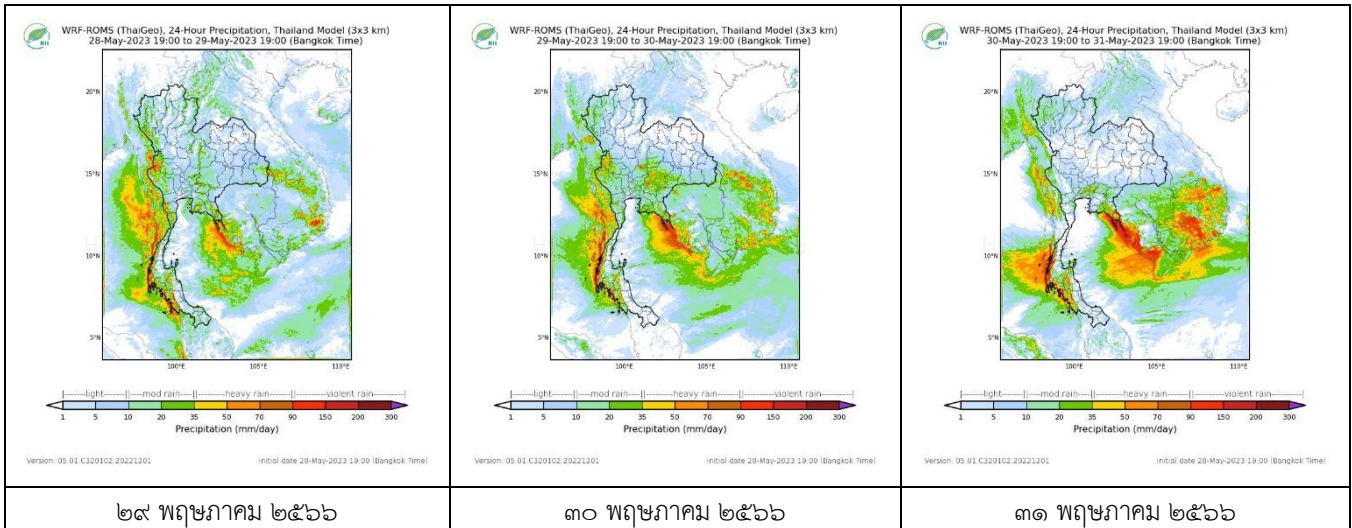 WRF-ROMS (ThaiGeo), 24-Hour Precipitation, Thailand Model (3x3 km)
28-May-2023 19:00 to 29-May-2023 19:00 (Bangkok Time)
20°N
15°N
10°N
5°N
100°E 105°E 110°E
|------light------||---mod rain---||------heavy rain------||------violent rain------|
1 5 10 20 35 50 70 90 150 200 300
Precipitation (mm/day)
Version: 05.01.C320102.20221201 initial date 28-May-2023 19:00 (Bangkok Time)
๒๙ พฤษภาคม ๒๕๖๖
WRF-ROMS (ThaiGeo), 24-Hour Precipitation, Thailand Model (3x3 km)
29-May-2023 19:00 to 30-May-2023 19:00 (Bangkok Time)
20°N
15°N
10°N
5°N
100°E 105°E 110°E
|------light------||---mod rain---||------heavy rain------||------violent rain------|
1 5 10 20 35 50 70 90 150 200 300
Precipitation (mm/day)
Version: 05.01.C320102.20221201 initial date 28-May-2023 19:00 (Bangkok Time)
๓๐ พฤษภาคม ๒๕๖๖
WRF-ROMS (ThaiGeo), 24-Hour Precipitation, Thailand Model (3x3 km)
30-May-2023 19:00 to 31-May-2023 19:00 (Bangkok Time)
20°N
15°N
10°N
5°N
100°E 105°E 110°E
|------light------||---mod rain---||------heavy rain------||------violent rain------|
1 5 10 20 35 50 70 90 150 200 300
Precipitation (mm/day)
Version: 05.01.C320102.20221201 initial date 28-May-2023 19:00 (Bangkok Time)
๓๑ พฤษภาคม ๒๕๖๖